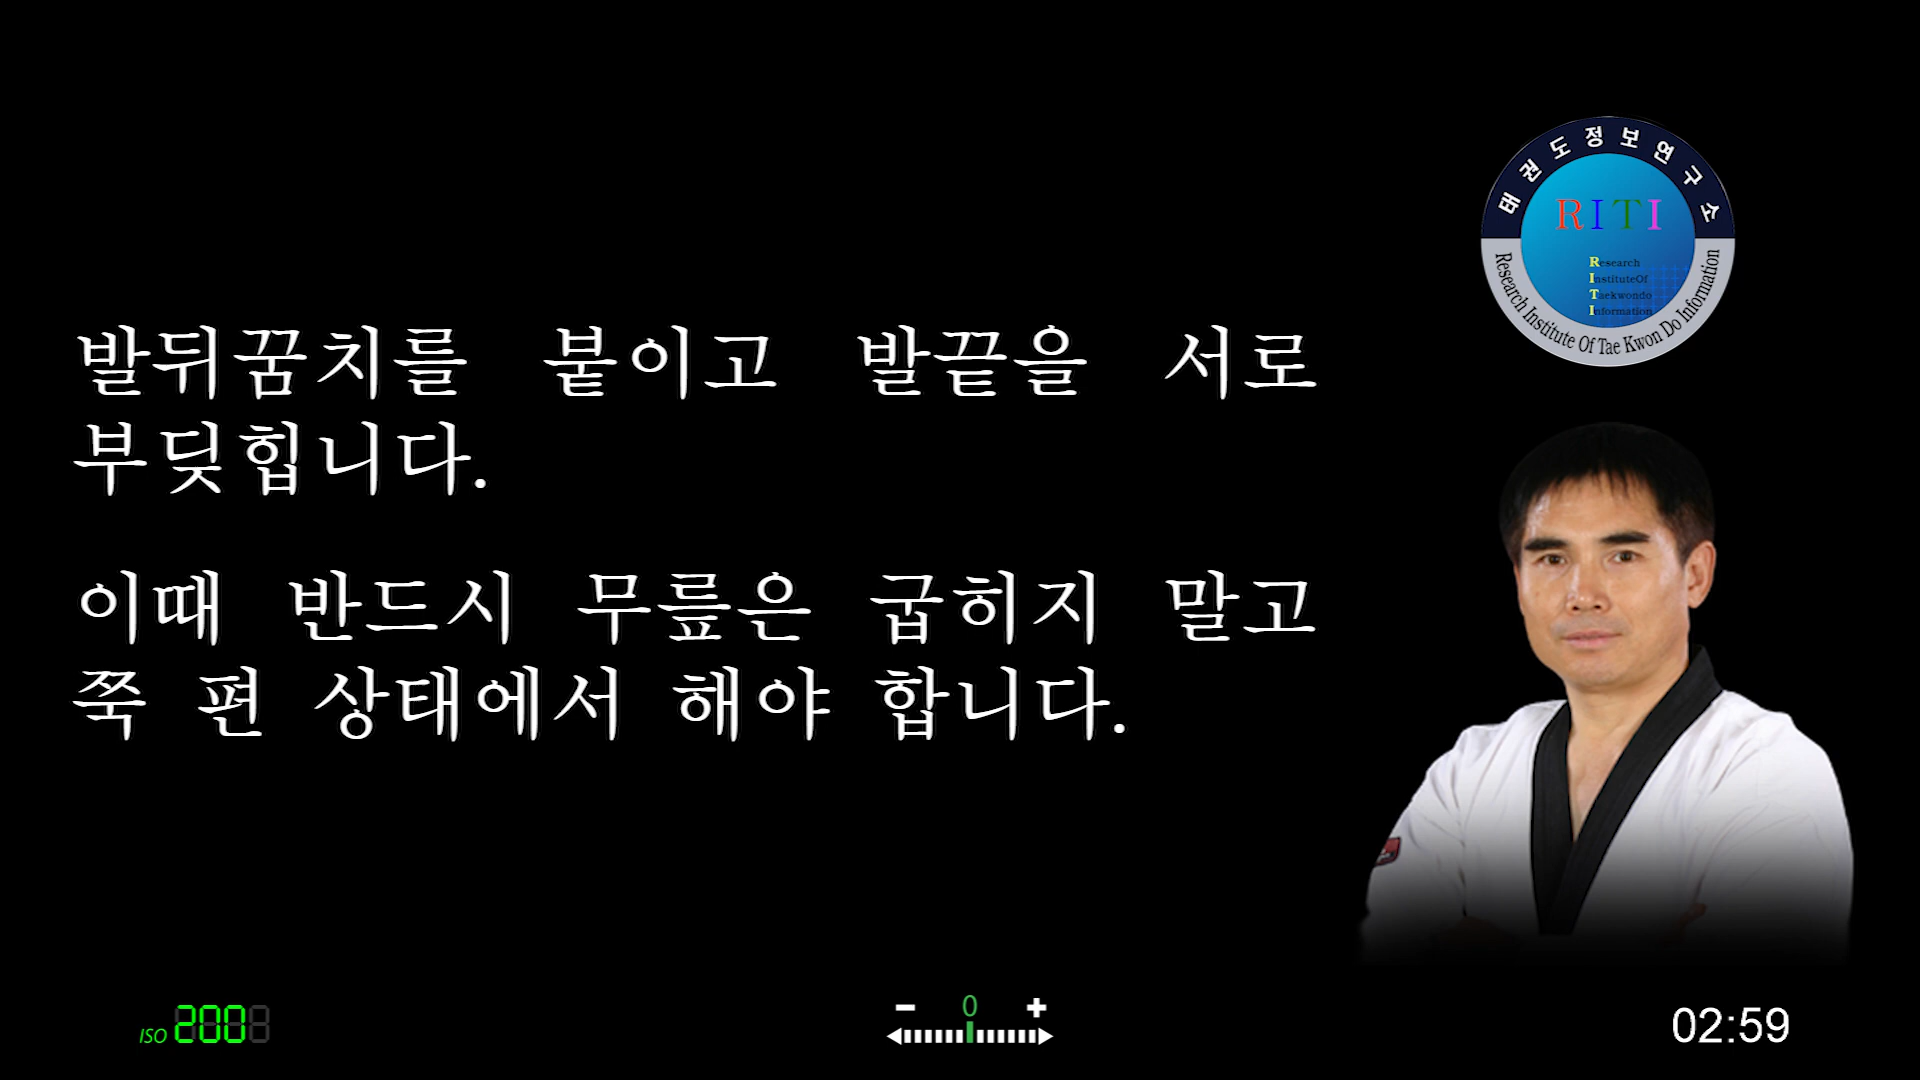 태권도정보연구소
RITI
Research
InstituteOf
Taekwondo
Information
Research Institute Of Tae Kwon Do Information
발뒤꿈치를 붙이고 발끝을 서로
부딪힙니다.
이때 반드시 무릎은 굽히지 말고
쭉 편 상태에서 해야 합니다.
ISO 200
- 0 +
02:59